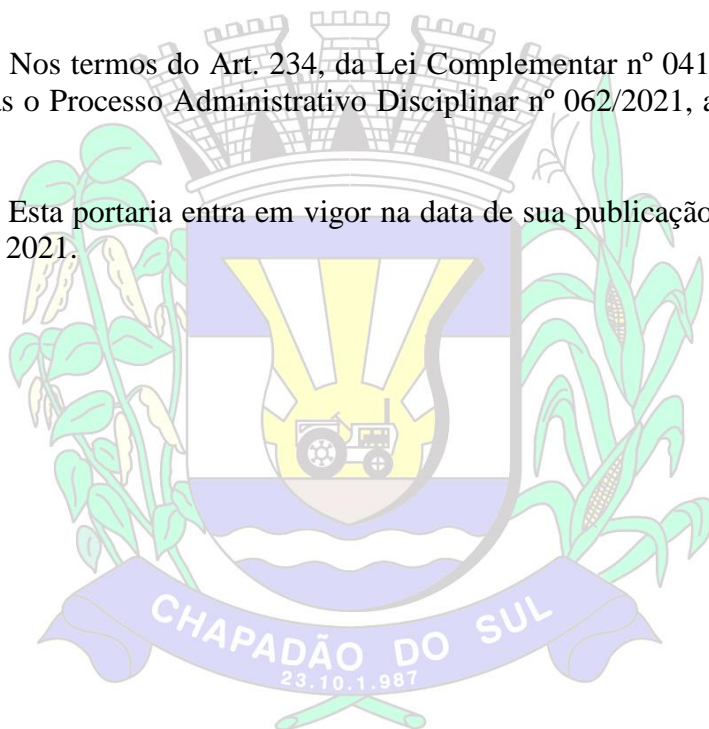 Nos termos do Art. 234, da Lei Complementar nº 041
s o Processo Administrativo Disciplinar nº 062/2021, a
Esta portaria entra em vigor na data de sua publicação
2021.
CHAPADÃO DO SUL
23.10.1.987